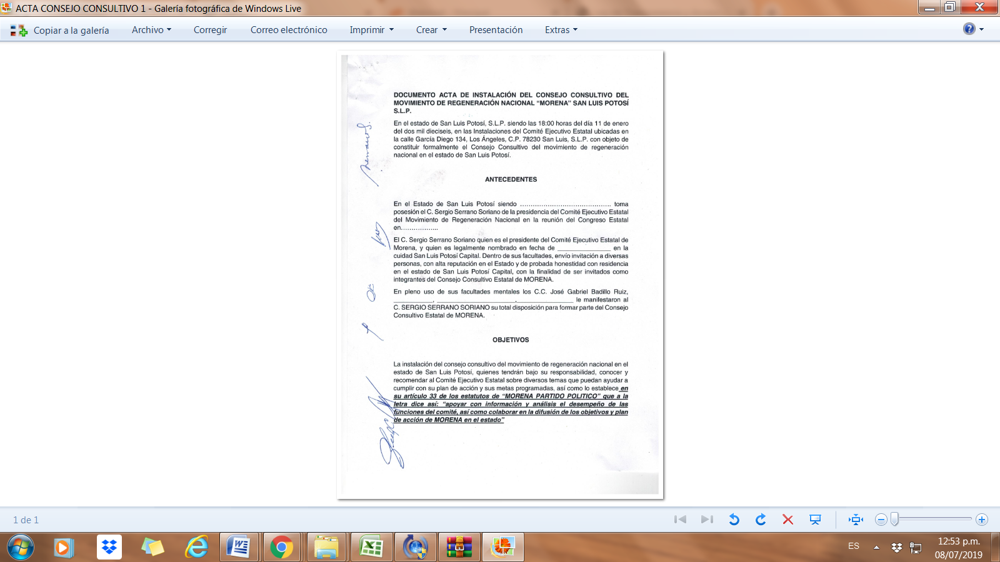 ACTA CONSEJO CONSULTIVO 1 - Galería fotográfica de Windows Live
Copiar a la galería
Archivo
Corregir
Correo electrónico
Imprimir
Crear
Presentación
Extras
DOCUMENTO ACTA DE INSTALACIÓN DEL CONSEJO CONSULTIVO DEL
MOVIMIENTO DE REGENERACIÓN NACIONAL “MORENA” SAN LUIS POTOSÍ
S.L.P.
En el estado de San Luis Potosí, S.L.P. siendo las 18:00 horas del día 11 de enero
del dos mil dieciseis, en las Instalaciones del Comité Ejecutivo Estatal ubicadas en
la calle García Diego 134, Los Ángeles, C.P. 78230 San Luis, S.L.P. con objeto de
constituir formalmente el Consejo Consultivo del movimiento de regeneración
nacional en el estado de San Luis Potosí.
ANTECEDENTES
En el Estado de San Luis Potosí siendo ………………………………….. toma
posesión el C. Sergio Serrano Soriano de la presidencia del Comité Ejecutivo Estatal
del Movimiento de Regeneración Nacional en la reunión del Congreso Estatal
en……………...
El C. Sergio Serrano Soriano quien es el presidente del Comité Ejecutivo Estatal de
Morena, y quien es legalmente nombrado en fecha de _______________ en la
cuidad San Luis Potosí Capital. Dentro de sus facultades, envío invitación a diversas
personas, con alta reputación en el Estado y de probada honestidad con residencia
en el estado de San Luis Potosí Capital, con la finalidad de ser invitados como
integrantes del Consejo Consultivo Estatal de MORENA.
En pleno uso de sus facultades mentales los C.C. José Gabriel Badillo Ruiz,
___________, ______________________,________________ le manifestaron al
C. SERGIO SERRANO SORIANO su total disposición para formar parte del Consejo
Consultivo Estatal de MORENA.
OBJETIVOS
La instalación del consejo consultivo del movimiento de regeneración nacional en el
estado de San Luis Potosí, quienes tendrán bajo su responsabilidad, conocer y
recomendar al Comité Ejecutivo Estatal sobre diversos temas que puedan ayudar a
cumplir con su plan de acción y sus metas programadas, así como lo establece en
su artículo 33 de los estatutos de “MORENA PARTIDO POLITICO” que a la
letra dice así: “apoyar con información y análisis el desempeño de las
funciones del comité, así como colaborar en la difusión de los objetivos y plan
de acción de MORENA en el estado”
1 de 1
ES
12:53 p.m.
08/07/2019